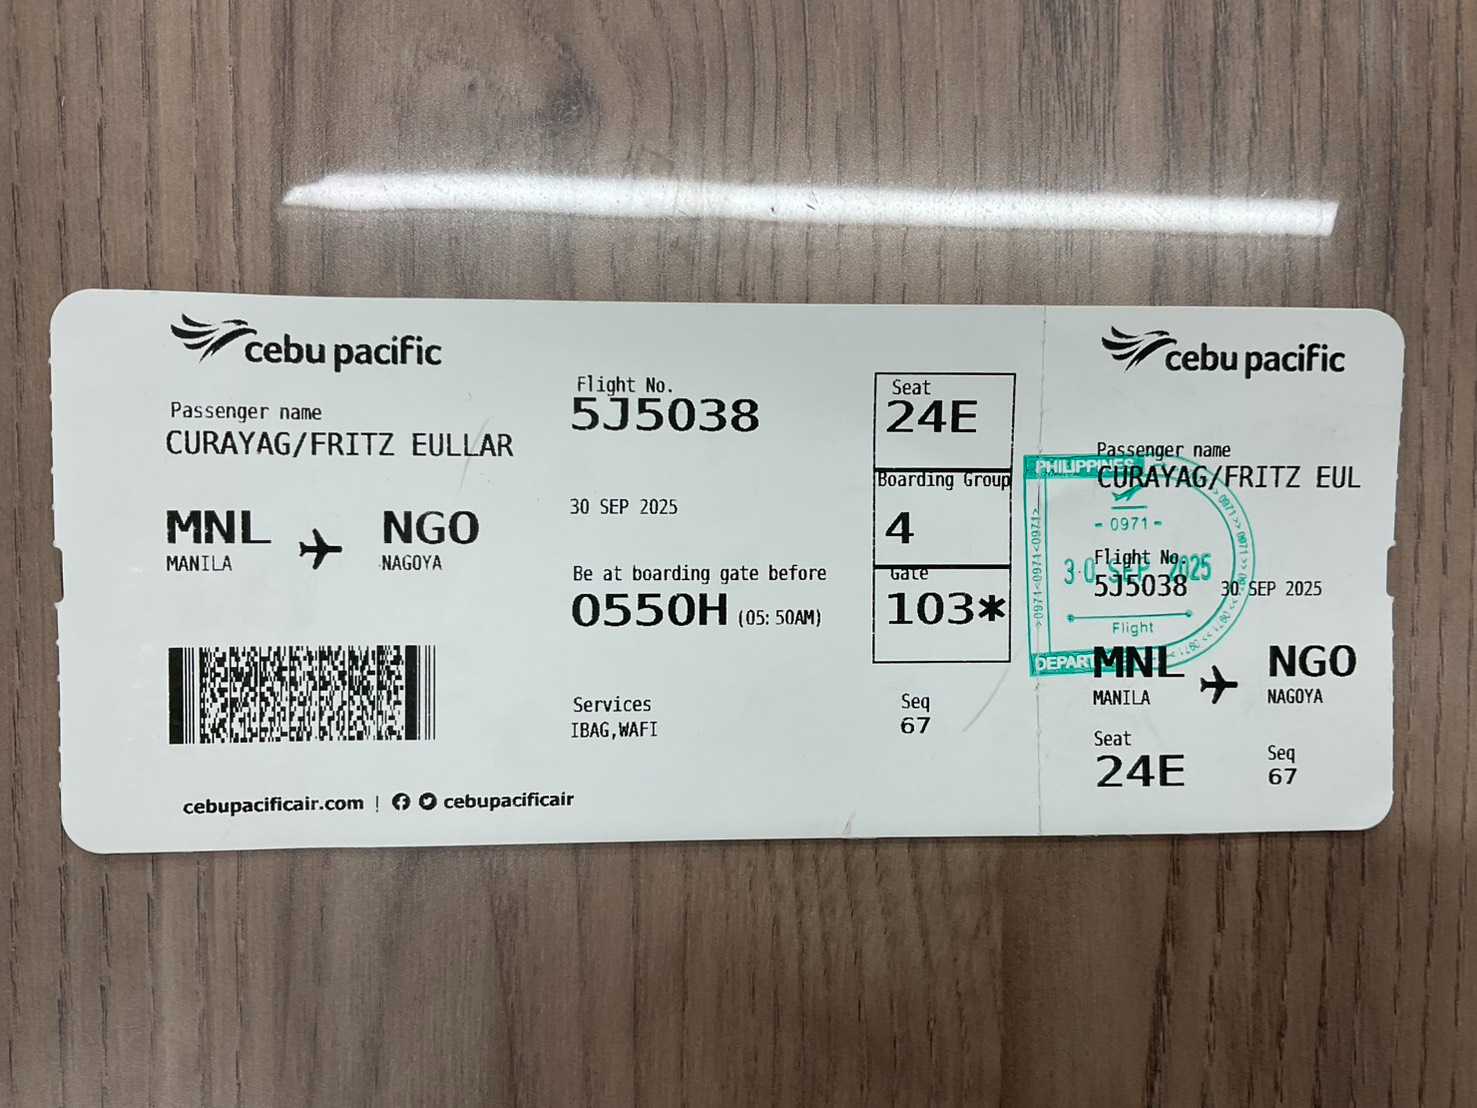 cebu pacific
Passenger name
CURAYAG/FRITZ EULLAR
MNL NGO
MANILA NAGOYA
cebupacificair.com | cebupacificair
Flight No.
5J5038
30 SEP 2025
Be at boarding gate before
0550H (05:50AM)
Services
IBAG,WAFI
Seat
24E
Boarding Group
4
Gate
103*
Seq
67
cebu pacific
Passenger name
CURAYAG/FRITZ EUL
Flight No.
5J5038 30 SEP 2025
MNL NGO
MANILA NAGOYA
Seat
24E
Seq
67
PHILIPPINES
- 0971 -
30 SEP 2025
Flight